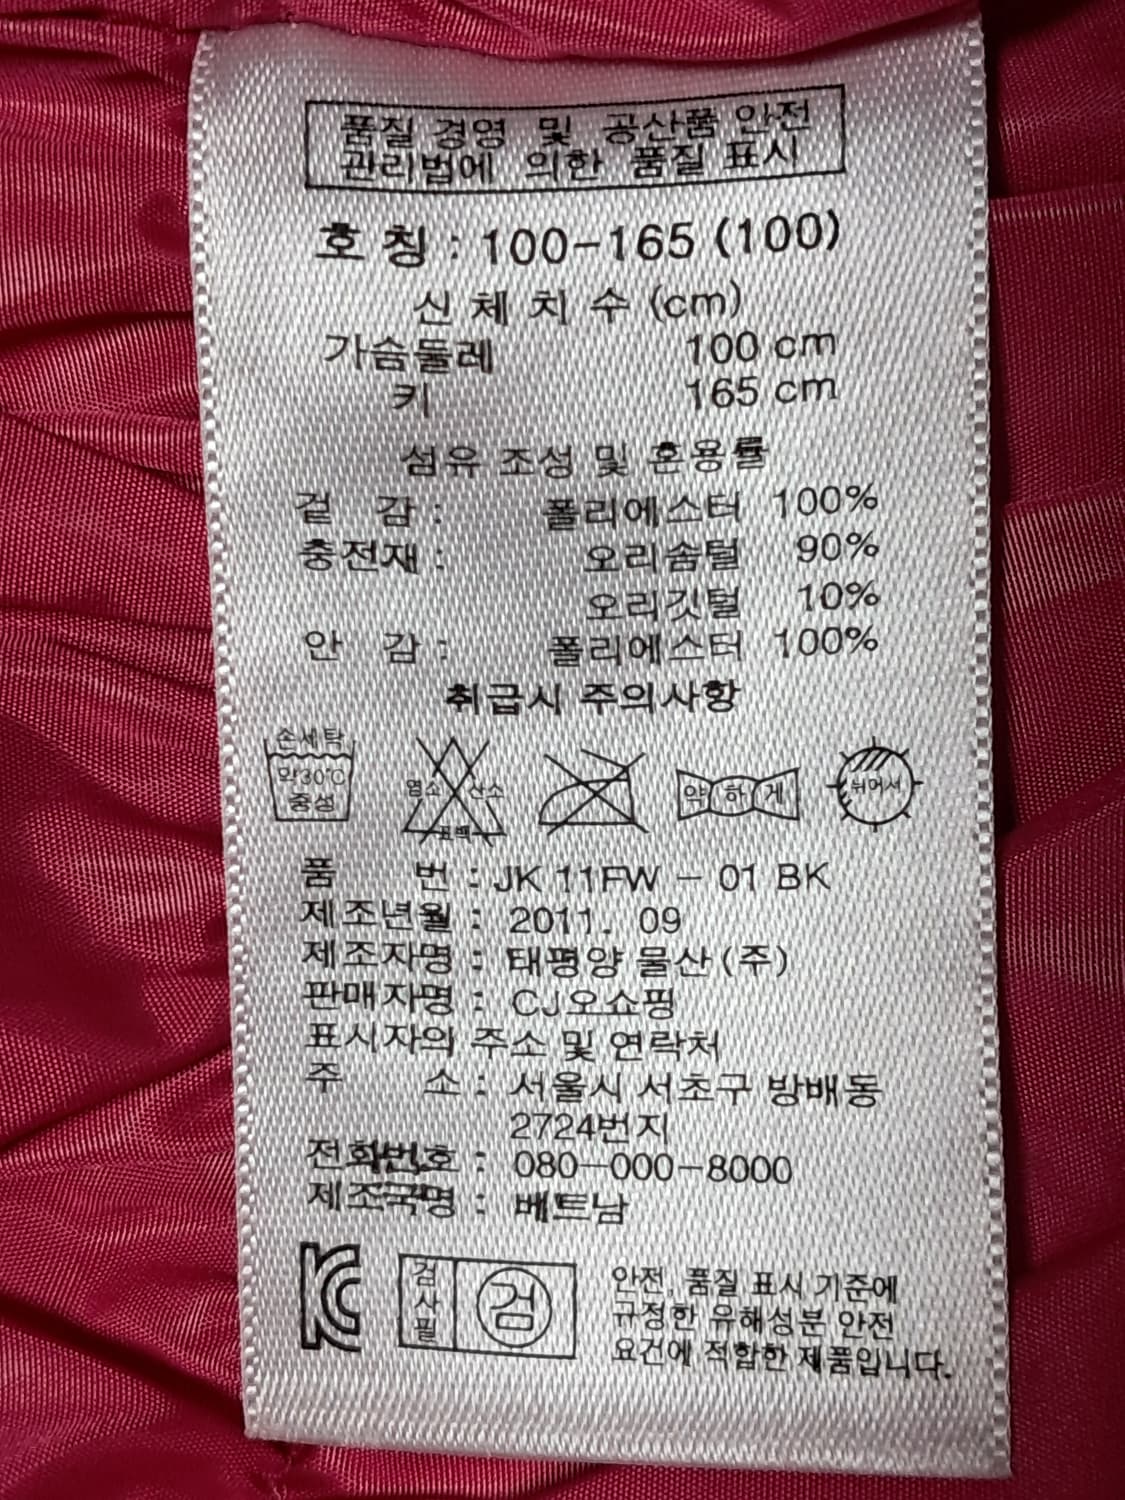 품질 경영 및 공산품 안전
관리법에 의한 품질 표시
호 칭 : 100-165 (100)
신 체 치 수 (cm)
가슴둘레 100 cm
키 165 cm
섬유 조성 및 혼용률
겉 감 : 폴리에스터 100%
충전재 : 오리솜털 90%
오리깃털 10%
안 감 : 폴리에스터 100%
취급시 주의사항
손세탁
약30℃
중성
염소 산소
표백
약하게
뉘어서
품 번 : JK 11FW - 01 BK
제조년월 : 2011. 09
제조자명 : 태평양 물산 (주)
판매자명 : CJ오쇼핑
표시자의 주소 및 연락처
주 소 : 서울시 서초구 방배동
2724번지
전화번호 : 080-000-8000
제조국명 : 베트남
KC
검사필
검
안전, 품질 표시 기준에
규정한 유해성분 안전
요건에 적합한 제품입니다.